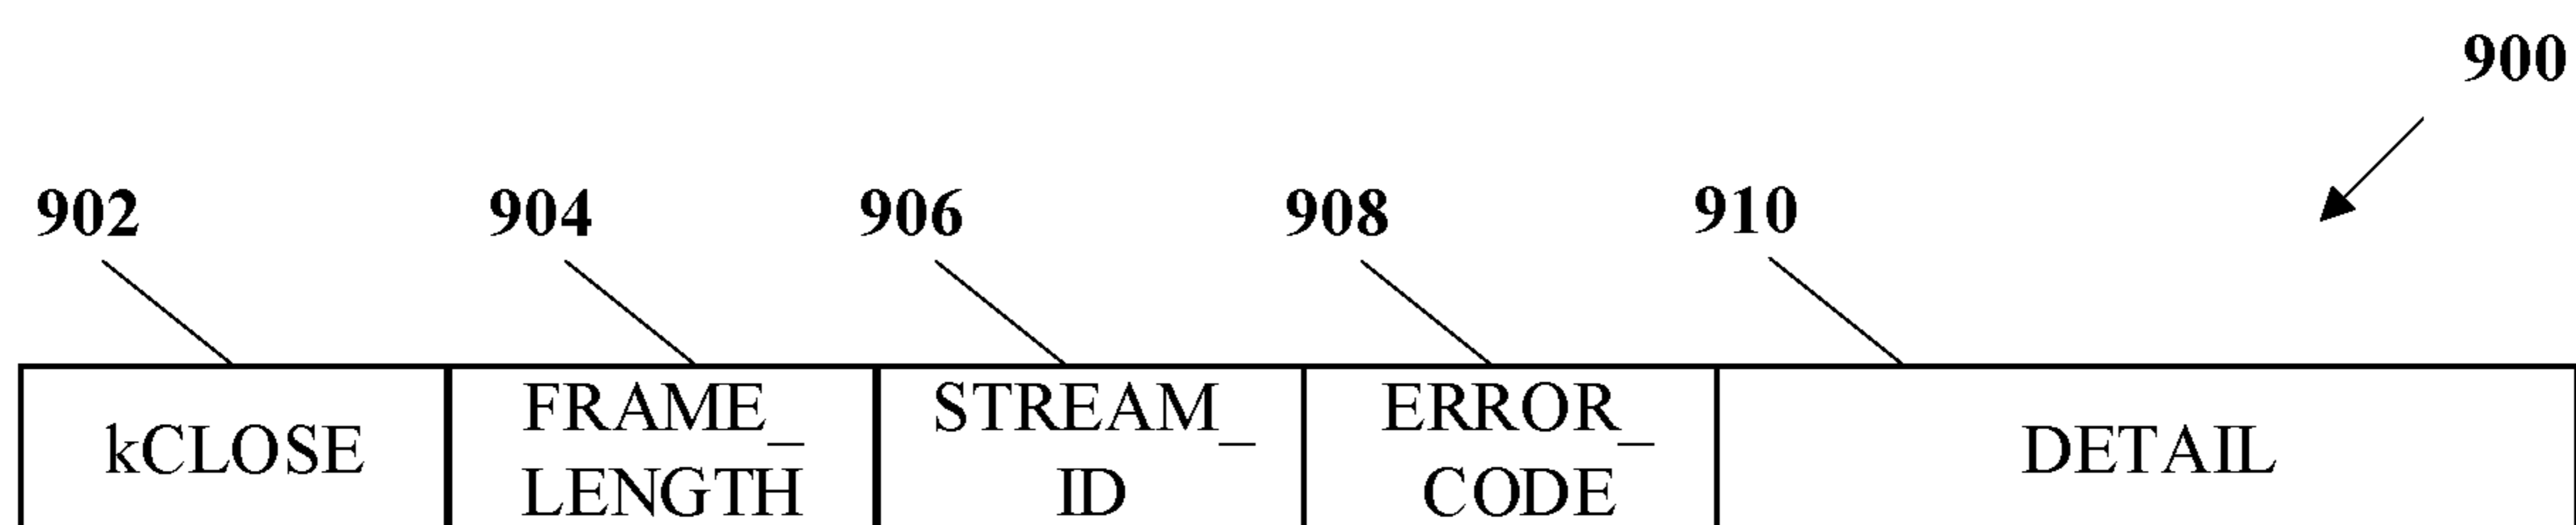 900
902 904 906 908 910
kCLOSE
FRAME_
LENGTH
STREAM_
ID
ERROR_
CODE
DETAIL